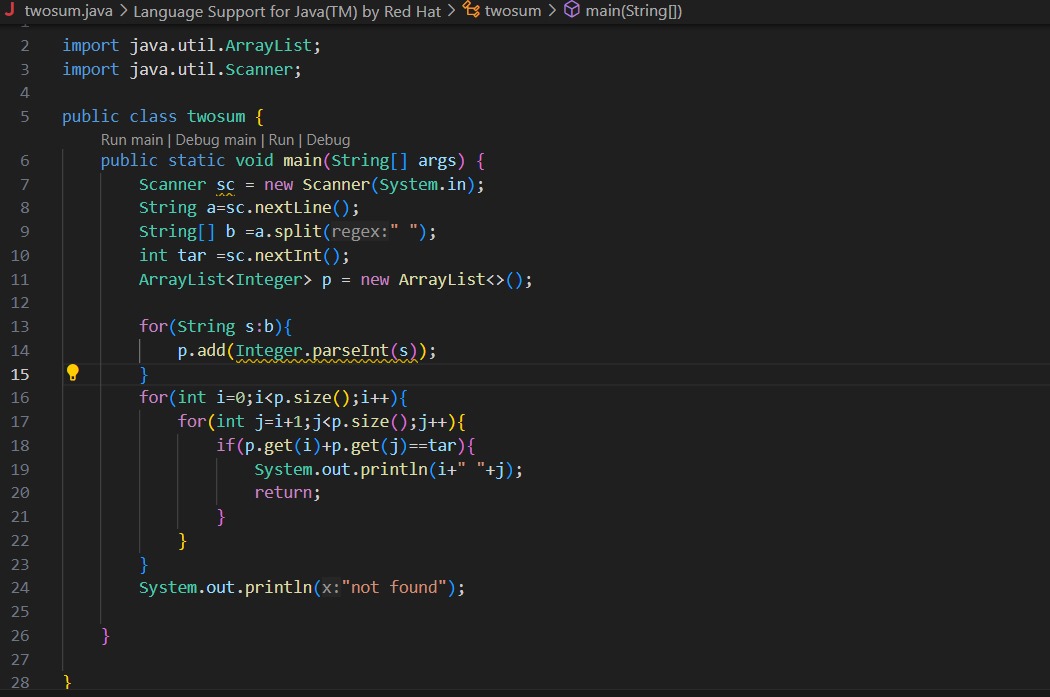 J twosum.java > Language Support for Java(TM) by Red Hat > twosum > main(String[])
1
2 import java.util.ArrayList;
3 import java.util.Scanner;
4
5 public class twosum {
Run main | Debug main | Run | Debug
6 public static void main(String[] args) {
7 Scanner sc = new Scanner(System.in);
8 String a=sc.nextLine();
9 String[] b =a.split(regex:" ");
10 int tar =sc.nextInt();
11 ArrayList<Integer> p = new ArrayList<>();
12
13 for(String s:b){
14 p.add(Integer.parseInt(s));
15 }
16 for(int i=0;i<p.size();i++){
17 for(int j=i+1;j<p.size();j++){
18 if(p.get(i)+p.get(j)==tar){
19 System.out.println(i+" "+j);
20 return;
21 }
22 }
23 }
24 System.out.println(x:"not found");
25
26 }
27
28 }